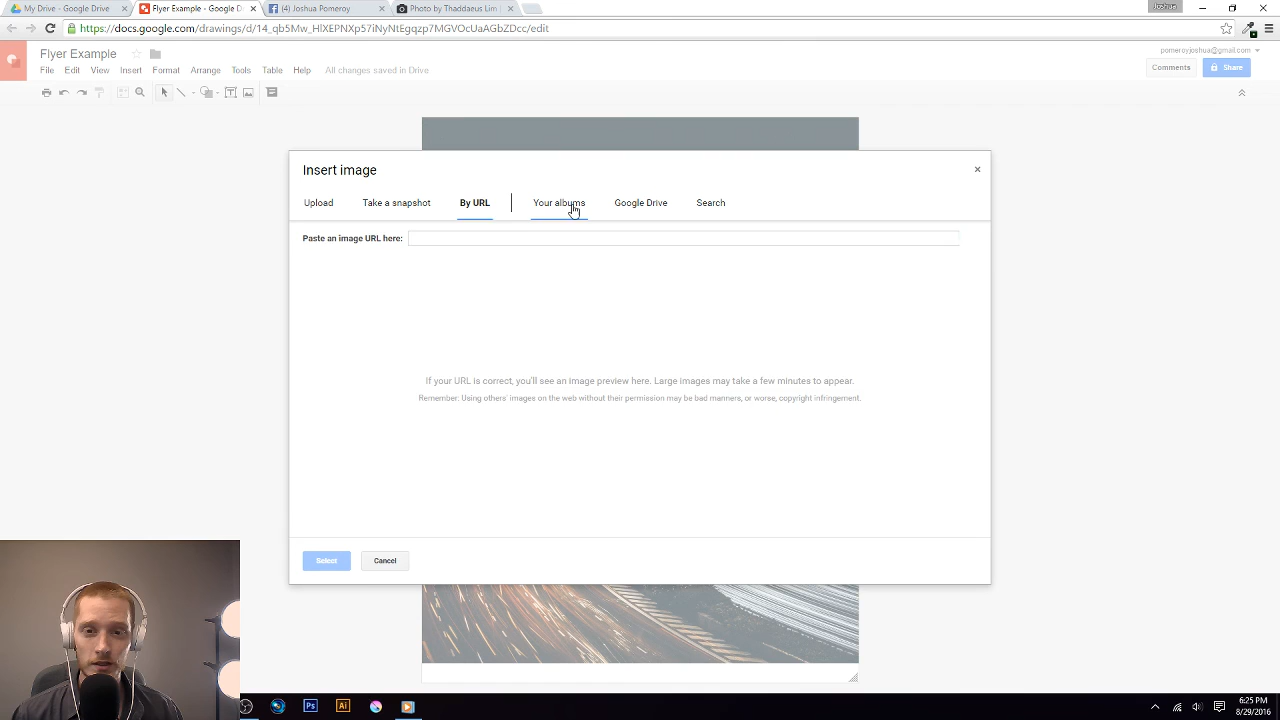 My Drive - Google Drive
Flyer Example - Google D
(4) Joshua Pomeroy
Photo by Thaddaeus Lim
Joshua
https://docs.google.com/drawings/d/14_qb5Mw_HlXEPNXp57iNyNtEgqzp7MGVOcUaAGbZDcc/edit
Flyer Example
pomeroyjoshua@gmail.com
File Edit View Insert Format Arrange Tools Table Help All changes saved in Drive
Comments
Share
Insert image
Upload Take a snapshot By URL Your albums Google Drive Search
Paste an image URL here:
If your URL is correct, you'll see an image preview here. Large images may take a few minutes to appear.
Remember: Using others' images on the web without their permission may be bad manners, or worse, copyright infringement.
Select Cancel
Ps
Ai
6:25 PM
8/29/2016